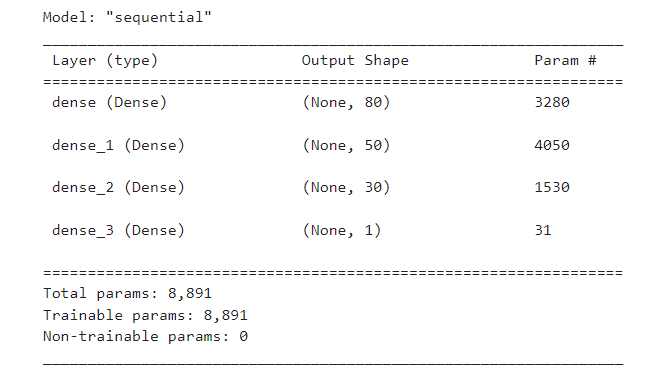 Model: "sequential"
_________________________________________________________________
Layer (type) Output Shape Param #
=================================================================
dense (Dense) (None, 80) 3280
dense_1 (Dense) (None, 50) 4050
dense_2 (Dense) (None, 30) 1530
dense_3 (Dense) (None, 1) 31
=================================================================
Total params: 8,891
Trainable params: 8,891
Non-trainable params: 0
_________________________________________________________________